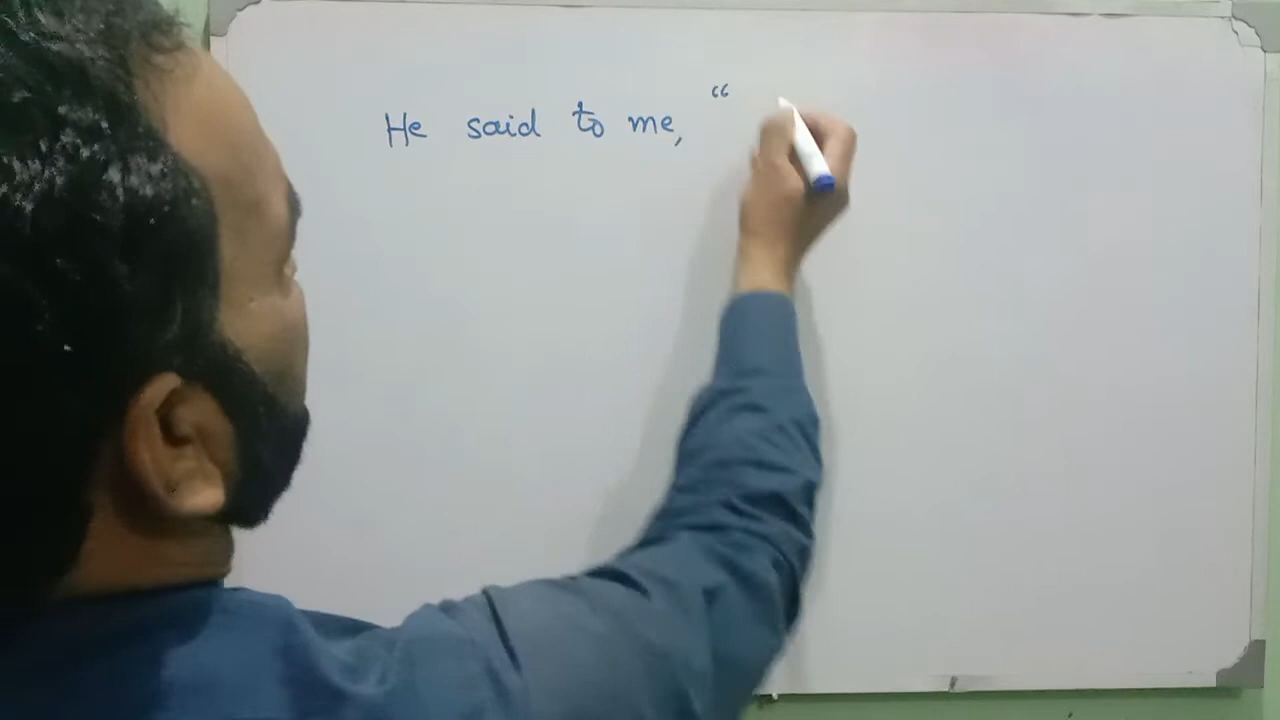 He said to me, “